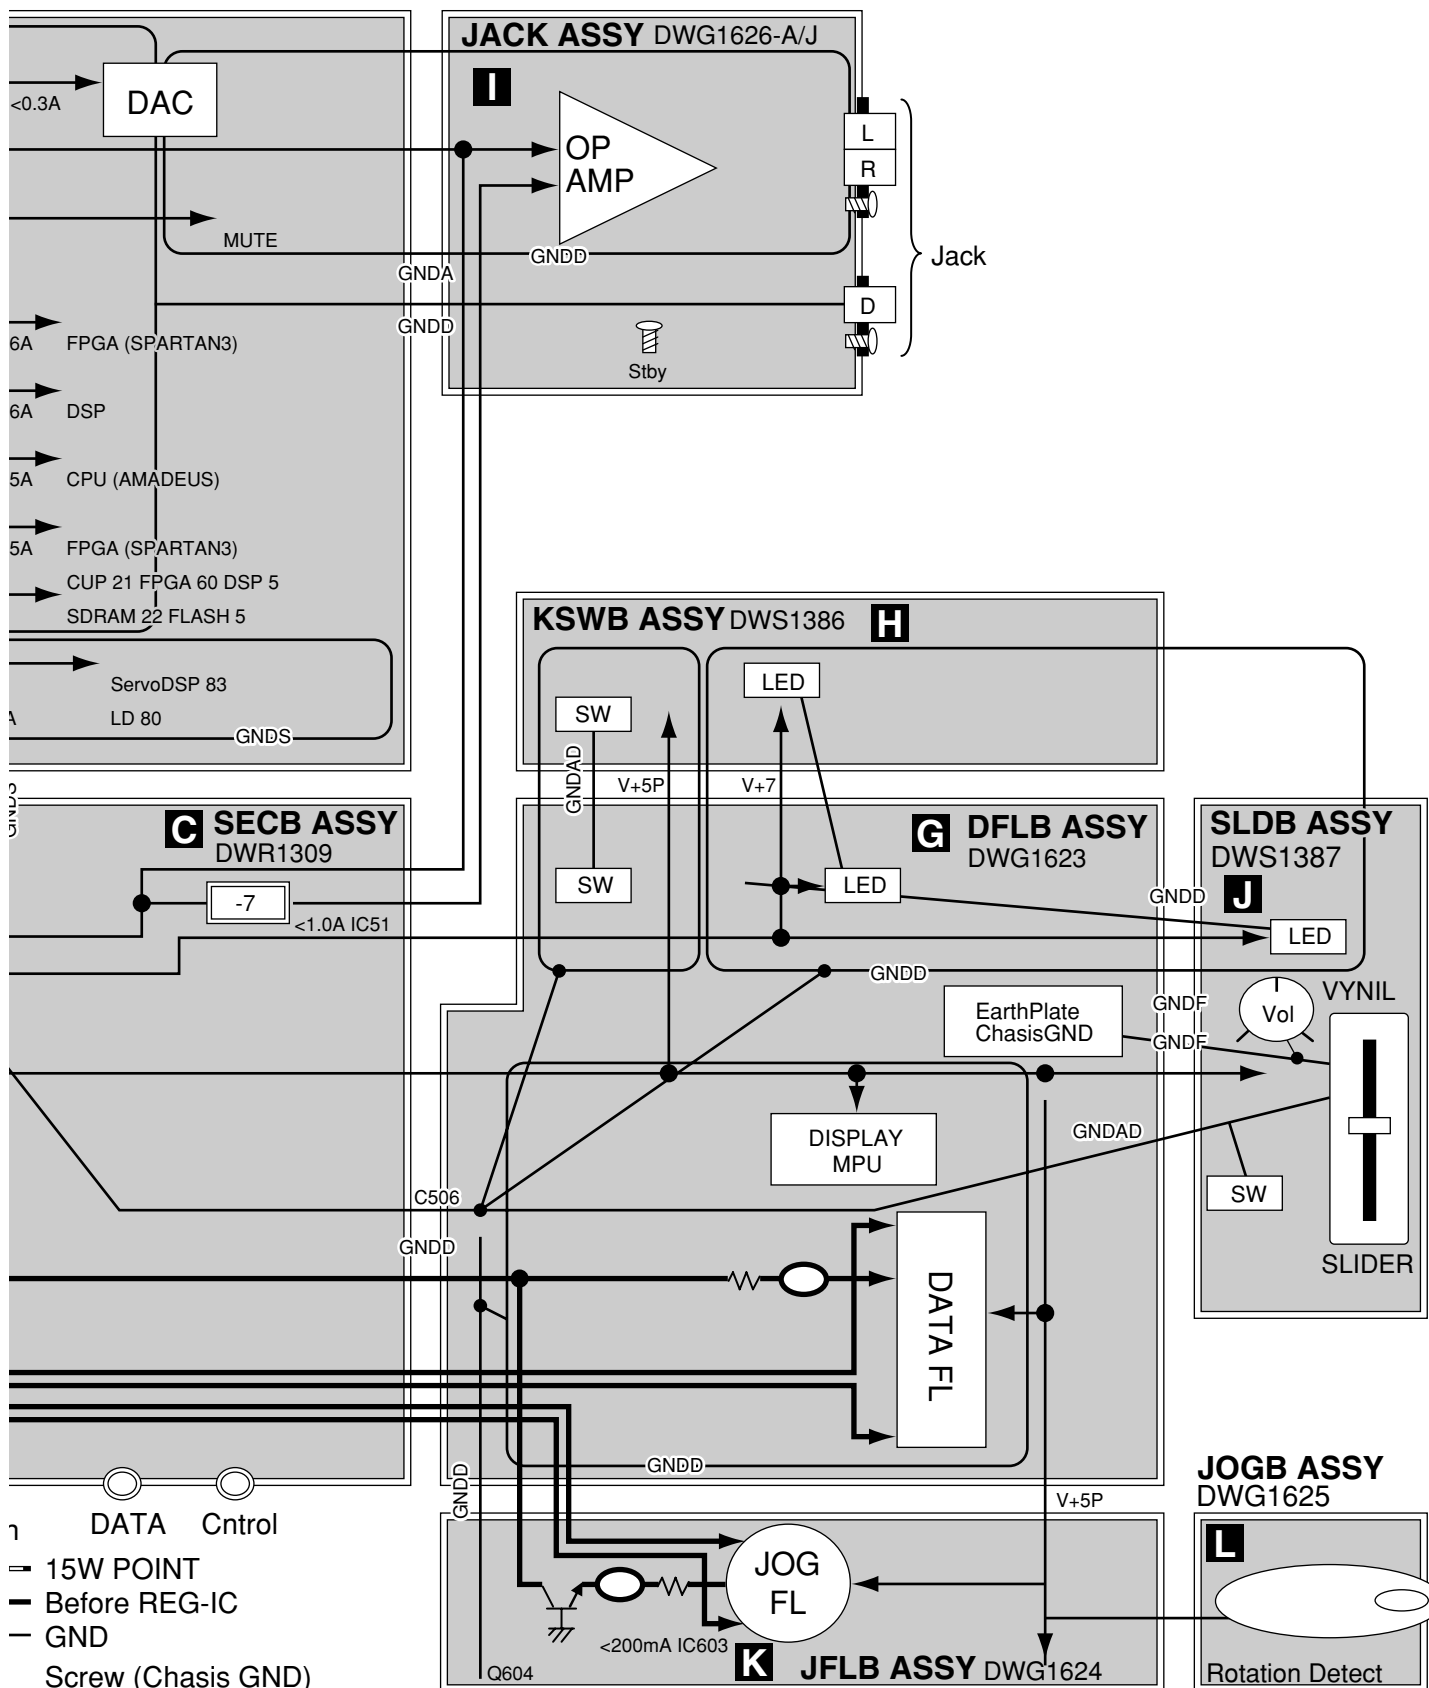 JACK ASSY DWG1626-A/J
I
DAC
<0.3A
OP
AMP
L
R
MUTE
GNDD
GNDA
Jack
D
GNDD
6A FPGA (SPARTAN3)
Stby
6A DSP
5A CPU (AMADEUS)
5A FPGA (SPARTAN3)
CUP 21 FPGA 60 DSP 5
SDRAM 22 FLASH 5
KSWB ASSY DWS1386 H
ServoDSP 83
LED
LD 80
SW
GNDS
GNDAD
V+5P
V+7
GNDS
C SECB ASSY
DWR1309
G DFLB ASSY
DWG1623
SLDB ASSY
DWS1387
J
SW
LED
GNDD
-7
<1.0A IC51
LED
GNDD
VYNIL
EarthPlate
ChasisGND
GNDF
Vol
GNDF
DISPLAY
MPU
GNDAD
C506
SW
GNDD
SLIDER
DATA FL
GNDD
GNDD
JOGB ASSY
DWG1625
V+5P
DATA Cntrol
15W POINT
Before REG-IC
GND
Screw (Chasis GND)
JOG
FL
L
<200mA IC603
K JFLB ASSY DWG1624
Q604
Rotation Detect